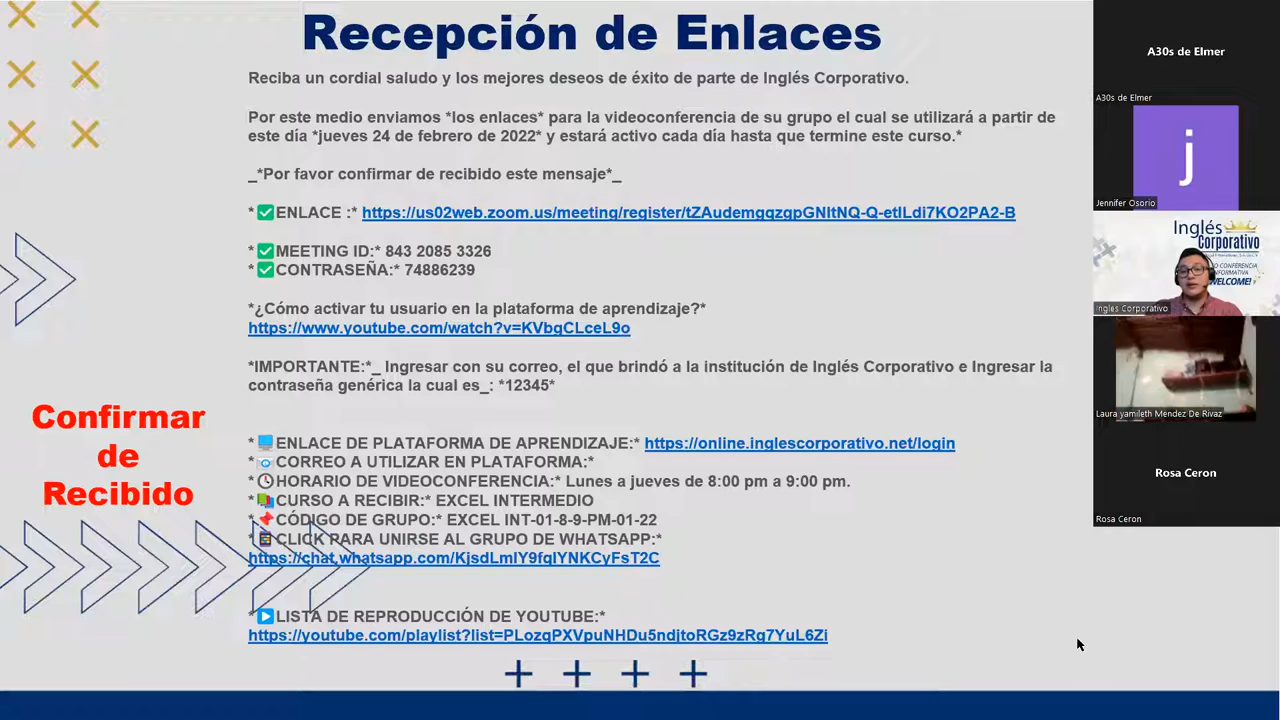 Recepción de Enlaces
Reciba un cordial saludo y los mejores deseos de éxito de parte de Inglés Corporativo.
Por este medio enviamos *los enlaces* para la videoconferencia de su grupo el cual se utilizará a partir de
este día *jueves 24 de febrero de 2022* y estará activo cada día hasta que termine este curso.*
_*Por favor confirmar de recibido este mensaje*_
*✅ENLACE :* https://us02web.zoom.us/meeting/register/tZAudemgqzgpGNItNQ-Q-etILdi7KO2PA2-B
*✅MEETING ID:* 843 2085 3326
*✅CONTRASEÑA:* 74886239
*¿Cómo activar tu usuario en la plataforma de aprendizaje?*
https://www.youtube.com/watch?v=KVbgCLceL9o
*IMPORTANTE:*_ Ingresar con su correo, el que brindó a la institución de Inglés Corporativo e Ingresar la
contraseña genérica la cual es_: *12345*
Confirmar
de
Recibido
*🖥️ENLACE DE PLATAFORMA DE APRENDIZAJE:* https://online.inglescorporativo.net/login
*📧CORREO A UTILIZAR EN PLATAFORMA:*
*🕒HORARIO DE VIDEOCONFERENCIA:* Lunes a jueves de 8:00 pm a 9:00 pm.
*📚CURSO A RECIBIR:* EXCEL INTERMEDIO
*📌CÓDIGO DE GRUPO:* EXCEL INT-01-8-9-PM-01-22
*📱CLICK PARA UNIRSE AL GRUPO DE WHATSAPP:*
https://chat.whatsapp.com/KjsdLmIY9fqIYNKCyFsT2C
*▶️LISTA DE REPRODUCCIÓN DE YOUTUBE:*
https://youtube.com/playlist?list=PLozqPXVpuNHDu5ndjtoRGz9zRg7YuL6Zi
A30s de Elmer
A30s de Elmer
j
Jennifer Osorio
Inglés
Corporativo
WELCOME!
Inglés Corporativo
Laura yamileth Mendez De Rivaz
Rosa Ceron
Rosa Ceron